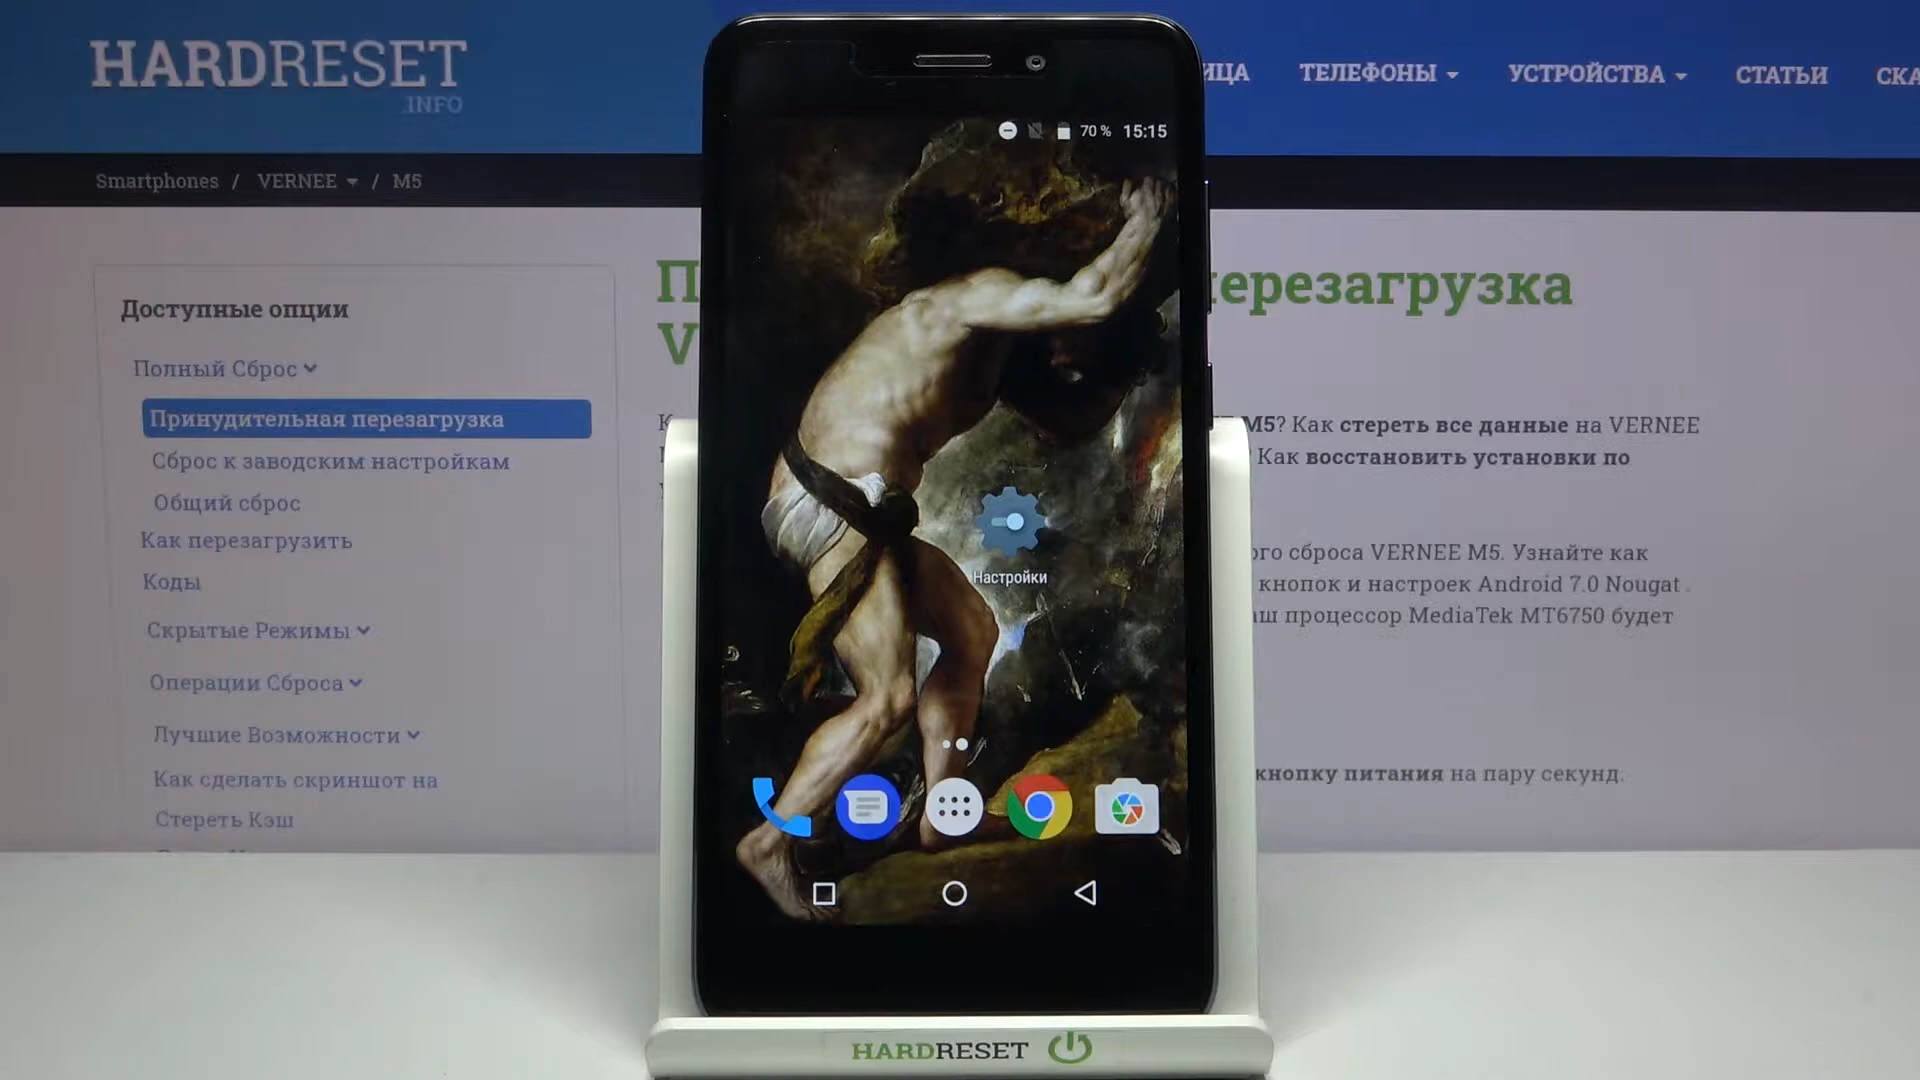 HARDRESET
.INFO
ТЕЛЕФОНЫ
УСТРОЙСТВА
СТАТЬИ
Smartphones / VERNEE / M5
70 % 15:15
Доступные опции
Полный Сброс
Принудительная перезагрузка
Сброс к заводским настройкам
Общий сброс
Как перезагрузить
Коды
Скрытые Режимы
Операции Сброса
Лучшие Возможности
Как сделать скриншот на
Стереть Кэш
Настройки
M5? Как стереть все данные на VERNEE
Как восстановить установки по
сброса VERNEE M5. Узнайте как
кнопок и настроек Android 7.0 Nougat .
процессор MediaTek MT6750 будет
кнопку питания на пару секунд.
HARDRESET